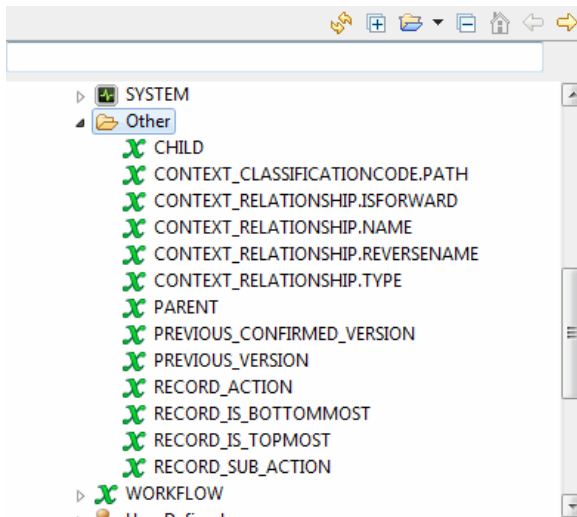 SYSTEM
Other
CHILD
CONTEXT_CLASSIFICATIONCODE.PATH
CONTEXT_RELATIONSHIP.ISFORWARD
CONTEXT_RELATIONSHIP.NAME
CONTEXT_RELATIONSHIP.REVERSENAME
CONTEXT_RELATIONSHIP.TYPE
PARENT
PREVIOUS_CONFIRMED_VERSION
PREVIOUS_VERSION
RECORD_ACTION
RECORD_IS_BOTTOMMOST
RECORD_IS_TOPMOST
RECORD_SUB_ACTION
WORKFLOW